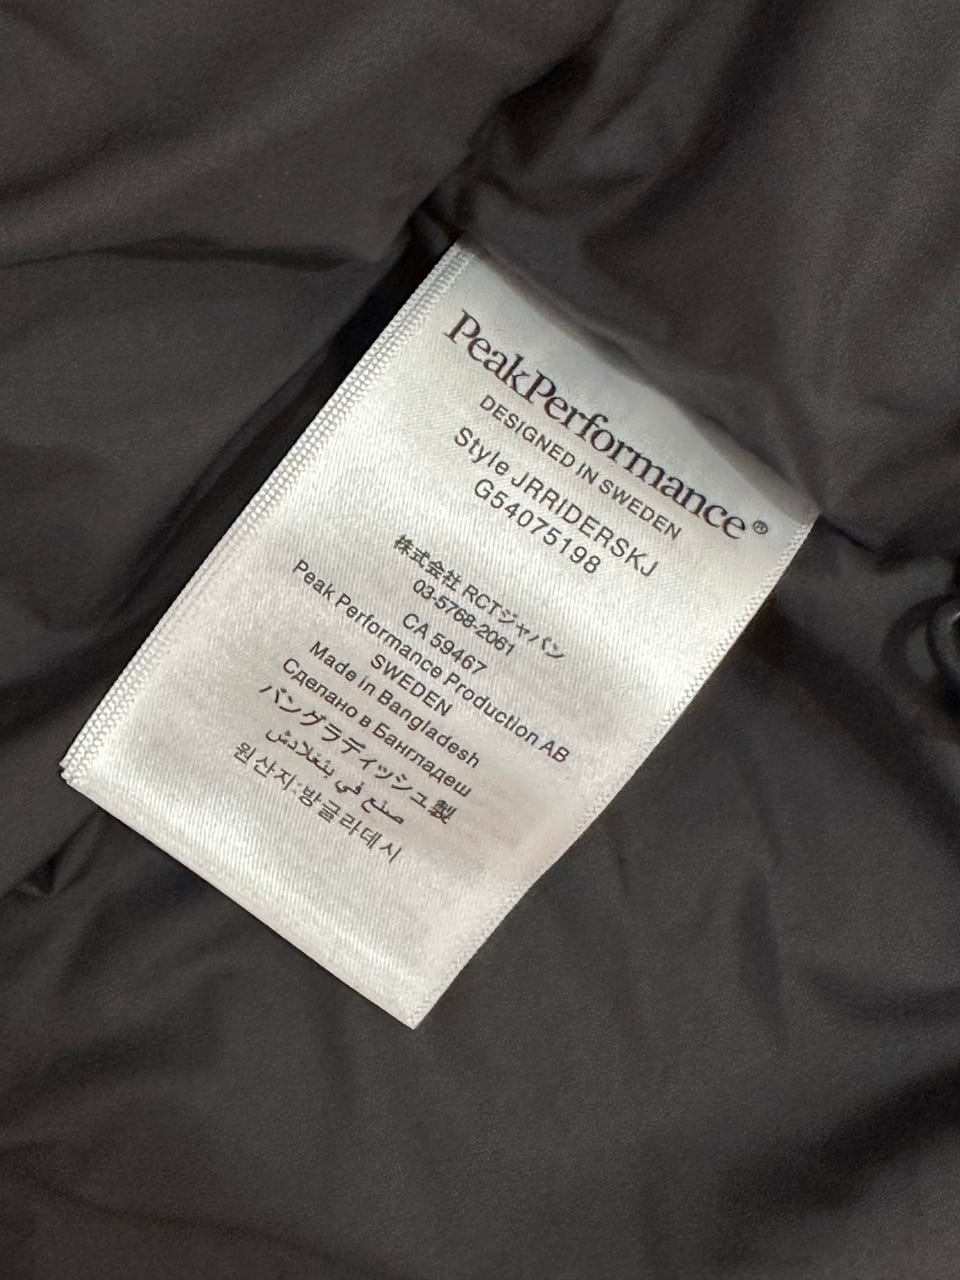 PeakPerformance®
DESIGNED IN SWEDEN
Style JRRIDERSKJ
G54075198
株式会社 RCTジャパン
03-5768-2061
CA 59467
Peak Performance Production AB
SWEDEN
Made in Bangladesh
Сделано в Бангладеш
バングラディッシュ製
صنع في بنغلادش
원산지:방글라데시